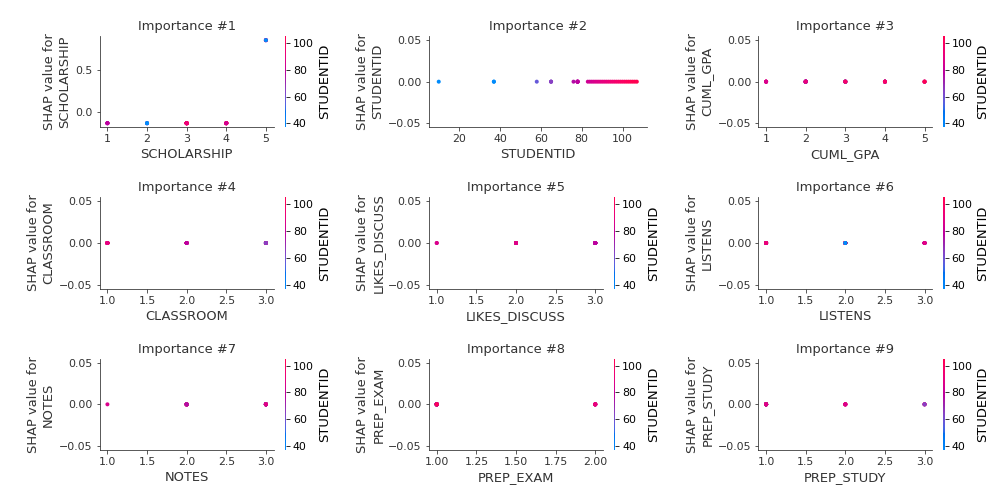 Importance #1
SHAP value for
SCHOLARSHIP
0.5
0.0
1 2 3 4 5
SCHOLARSHIP
100
80
60
40
STUDENTID
Importance #2
SHAP value for
STUDENTID
0.05
0.00
−0.05
20 40 60 80 100
STUDENTID
Importance #3
SHAP value for
CUML_GPA
0.05
0.00
−0.05
1 2 3 4 5
CUML_GPA
100
80
60
40
STUDENTID
Importance #4
SHAP value for
CLASSROOM
0.05
0.00
−0.05
1.0 1.5 2.0 2.5 3.0
CLASSROOM
100
80
60
40
STUDENTID
Importance #5
SHAP value for
LIKES_DISCUSS
0.05
0.00
−0.05
1.0 1.5 2.0 2.5 3.0
LIKES_DISCUSS
100
80
60
40
STUDENTID
Importance #6
SHAP value for
LISTENS
0.05
0.00
−0.05
1.0 1.5 2.0 2.5 3.0
LISTENS
100
80
60
40
STUDENTID
Importance #7
SHAP value for
NOTES
0.05
0.00
−0.05
1.0 1.5 2.0 2.5 3.0
NOTES
100
80
60
40
STUDENTID
Importance #8
SHAP value for
PREP_EXAM
0.05
0.00
−0.05
1.00 1.25 1.50 1.75 2.00
PREP_EXAM
100
80
60
40
STUDENTID
Importance #9
SHAP value for
PREP_STUDY
0.05
0.00
−0.05
1.0 1.5 2.0 2.5 3.0
PREP_STUDY
100
80
60
40
STUDENTID